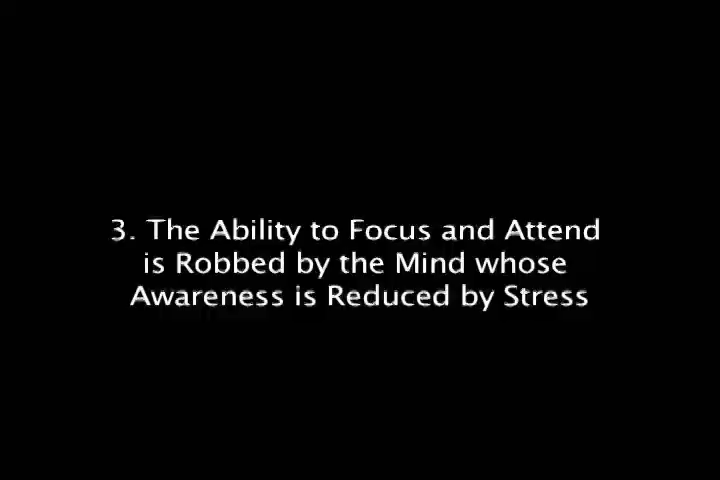 3. The Ability to Focus and Attend
is Robbed by the Mind whose
Awareness is Reduced by Stress